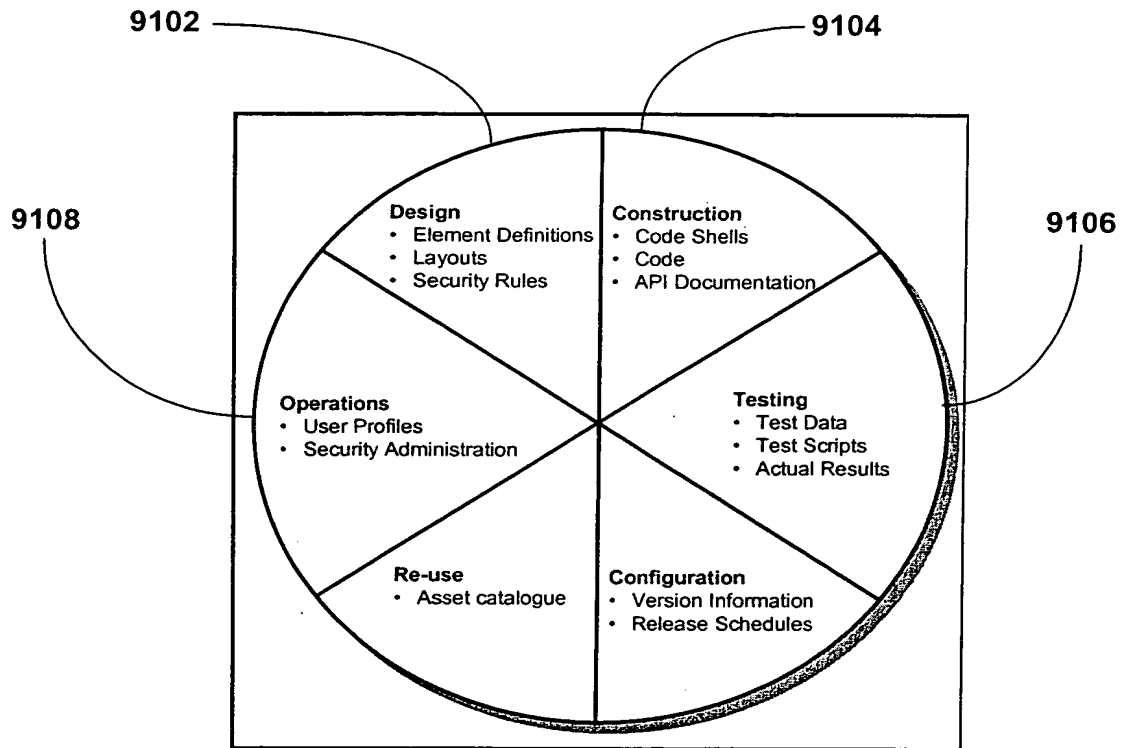 9102
9104
9108
9106
Design
• Element Definitions
• Layouts
• Security Rules
Construction
• Code Shells
• Code
• API Documentation
Operations
• User Profiles
• Security Administration
Testing
• Test Data
• Test Scripts
• Actual Results
Re-use
• Asset catalogue
Configuration
• Version Information
• Release Schedules